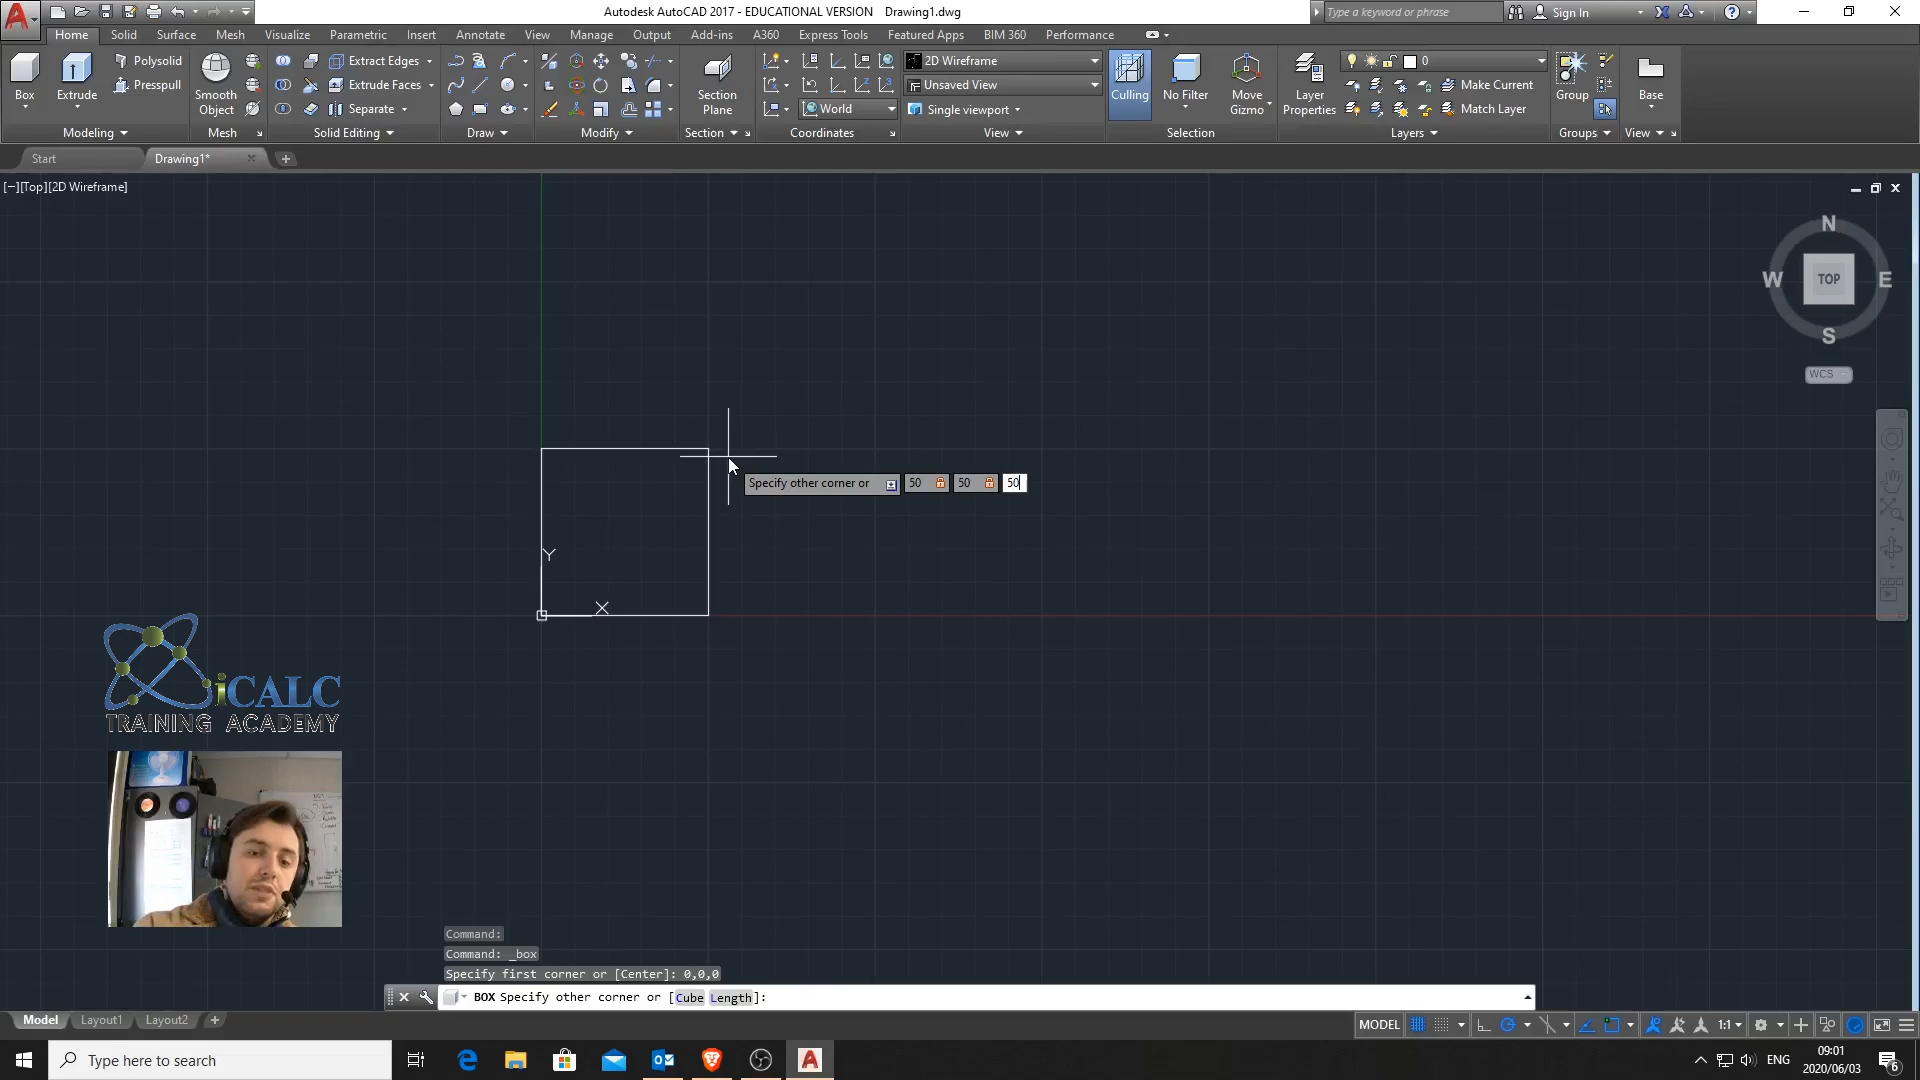 Autodesk AutoCAD 2017 - EDUCATIONAL VERSION Drawing1.dwg
Type a keyword or phrase
Sign In
Home Solid Surface Mesh Visualize Parametric Insert Annotate View Manage Output Add-ins A360 Express Tools Featured Apps BIM 360 Performance
Polysolid Extract Edges 2D Wireframe 0
Presspull Extrude Faces Unsaved View Make Current
Box Extrude Smooth Object Separate Section Plane World Single viewport Culling No Filter Move Gizmo Layer Properties Match Layer Group Base
Modeling Mesh Solid Editing Draw Modify Section Coordinates View Selection Layers Groups View
Start Drawing1*
[−][Top][2D Wireframe]
N
W TOP E
S
WCS
Specify other corner or 50 50 50
Y
X
iCALC
TRAINING ACADEMY
Command:
Command: _box
Specify first corner or [Center]: 0,0,0
BOX Specify other corner or [Cube Length]:
Model Layout1 Layout2
MODEL 1:1
Type here to search
ENG
09:01
2020/06/03
6